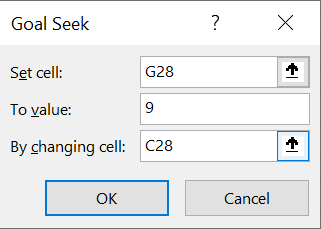 Goal Seek ?
Set cell: G28
To value: 9
By changing cell: C28
OK Cancel